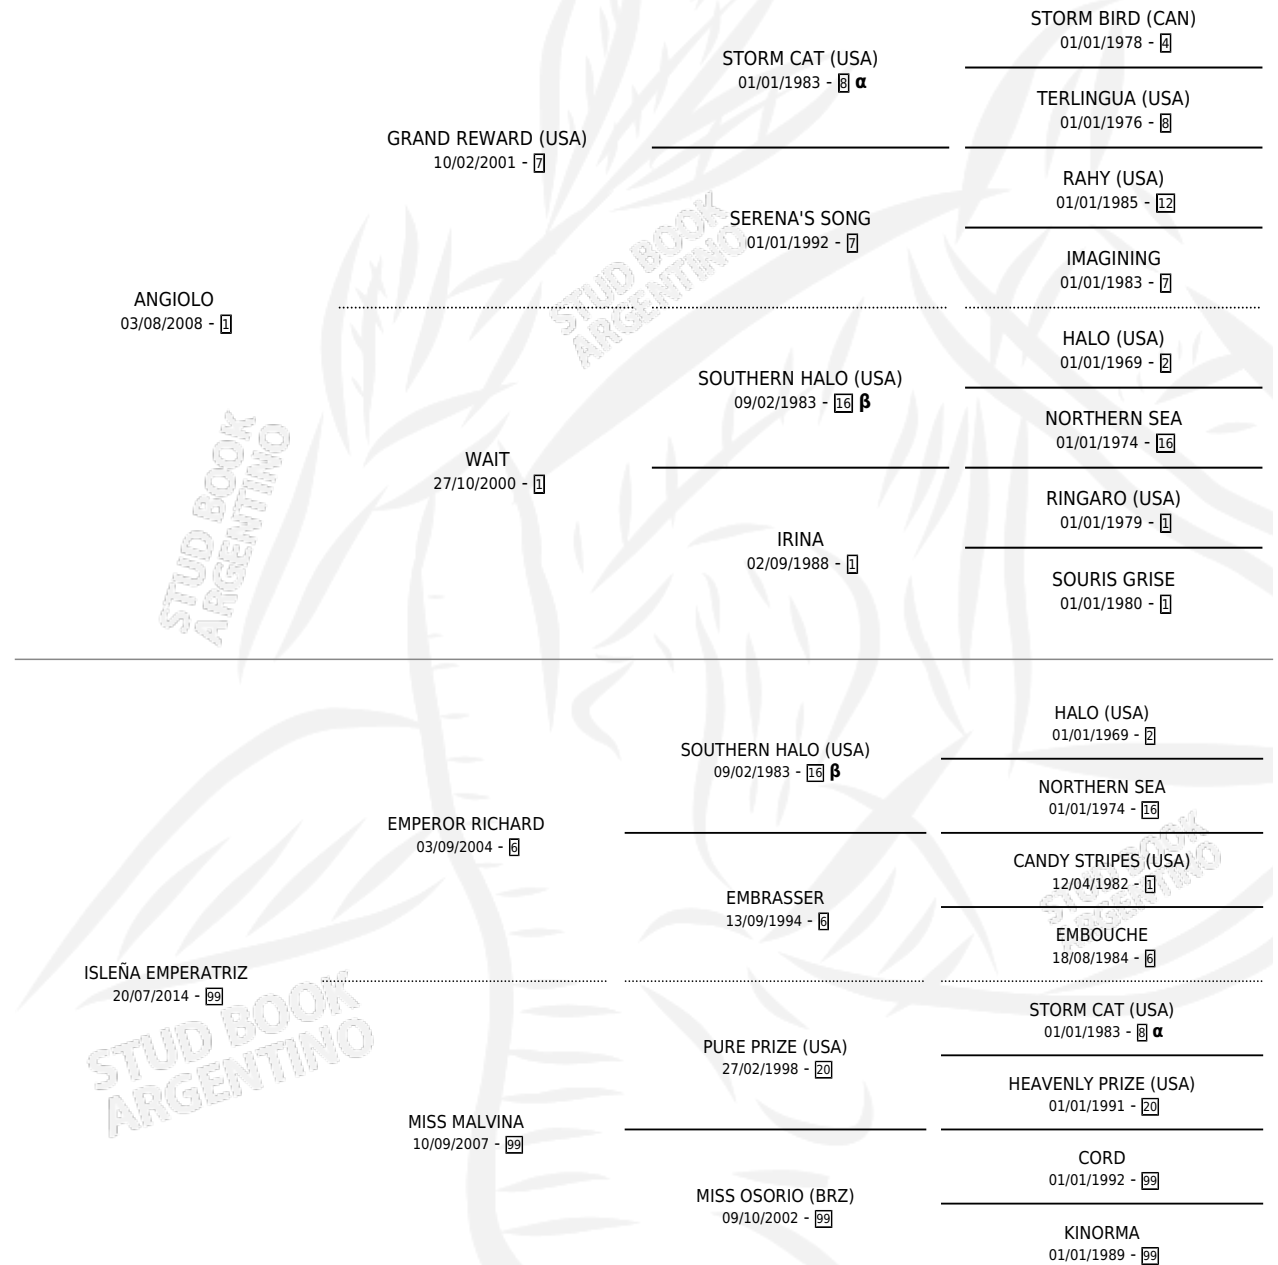 STORM BIRD (CAN)
01/01/1978 - 4
STORM CAT (USA)
01/01/1983 - 8 α
TERLINGUA (USA)
01/01/1976 - 8
GRAND REWARD (USA)
10/02/2001 - 7
RAHY (USA)
01/01/1985 - 12
SERENA'S SONG
01/01/1992 - 7
IMAGINING
01/01/1983 - 7
ANGIOLO
03/08/2008 - 1
HALO (USA)
01/01/1969 - 2
SOUTHERN HALO (USA)
09/02/1983 - 16 β
NORTHERN SEA
01/01/1974 - 16
WAIT
27/10/2000 - 1
RINGARO (USA)
01/01/1979 - 1
IRINA
02/09/1988 - 1
SOURIS GRISE
01/01/1980 - 1
HALO (USA)
01/01/1969 - 2
SOUTHERN HALO (USA)
09/02/1983 - 16 β
NORTHERN SEA
01/01/1974 - 16
EMPEROR RICHARD
03/09/2004 - 6
CANDY STRIPES (USA)
12/04/1982 - 1
EMBRASSER
13/09/1994 - 6
EMBOUCHE
18/08/1984 - 6
ISLEÑA EMPERATRIZ
20/07/2014 - 99
STORM CAT (USA)
01/01/1983 - 8 α
PURE PRIZE (USA)
27/02/1998 - 20
HEAVENLY PRIZE (USA)
01/01/1991 - 20
MISS MALVINA
10/09/2007 - 99
CORD
01/01/1992 - 99
MISS OSORIO (BRZ)
09/10/2002 - 99
KINORMA
01/01/1989 - 99
STUD BOOK
ARGENTINO
STUD BOOK
ARGENTINO
STUD BOOK
ARGENTINO
STUD BOOK
ARGENTINO